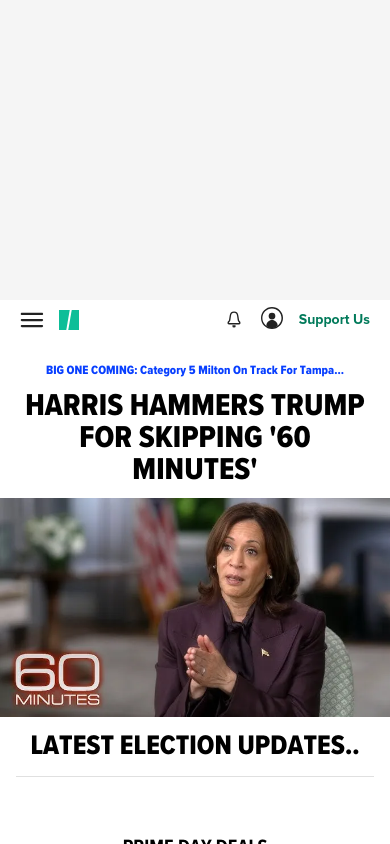 Support Us
BIG ONE COMING: Category 5 Milton On Track For Tampa...
HARRIS HAMMERS TRUMP
FOR SKIPPING '60
MINUTES'
60
MINUTES
LATEST ELECTION UPDATES..
PRIME DAY DEALS